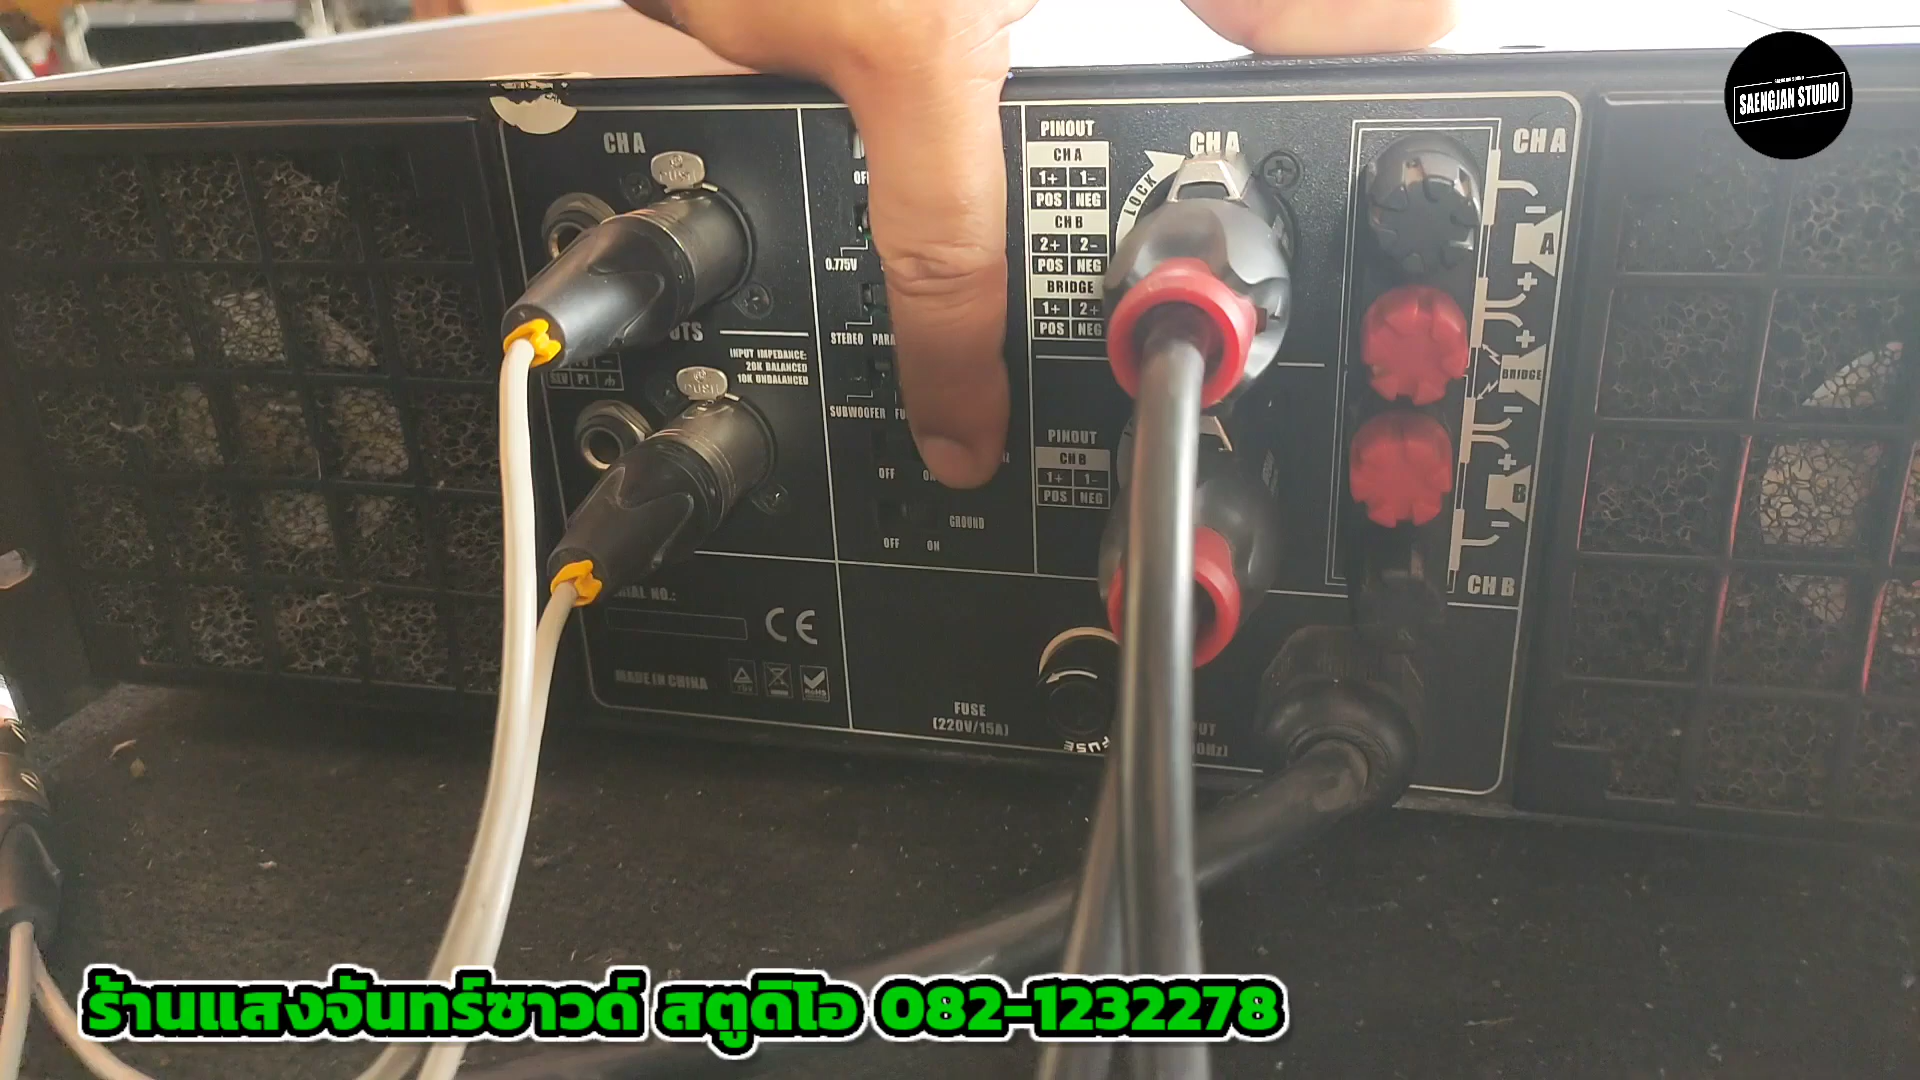 SAENGJAN STUDIO
CH A
PUSH
0.775V
STEREO
SUBWOOFER
OFF
GROUND
OFF ON
INPUT IMPEDANCE:
20K BALANCED
10K UNBALANCED
PUSH
CE
MADE IN CHINA
RoHS
PINOUT
CH A
1+ 1-
POS NEG
CH B
2+ 2-
POS NEG
BRIDGE
1+ 2+
POS NEG
CH A
LOCK
PINOUT
CH B
1+ 1-
POS NEG
FUSE
(220V/15A)
FUSE
CH A
- A +
+
BRIDGE
-
+
B
-
CH B
ร้านแสงจันทร์ซาวด์ สตูดิโอ 082-1232278